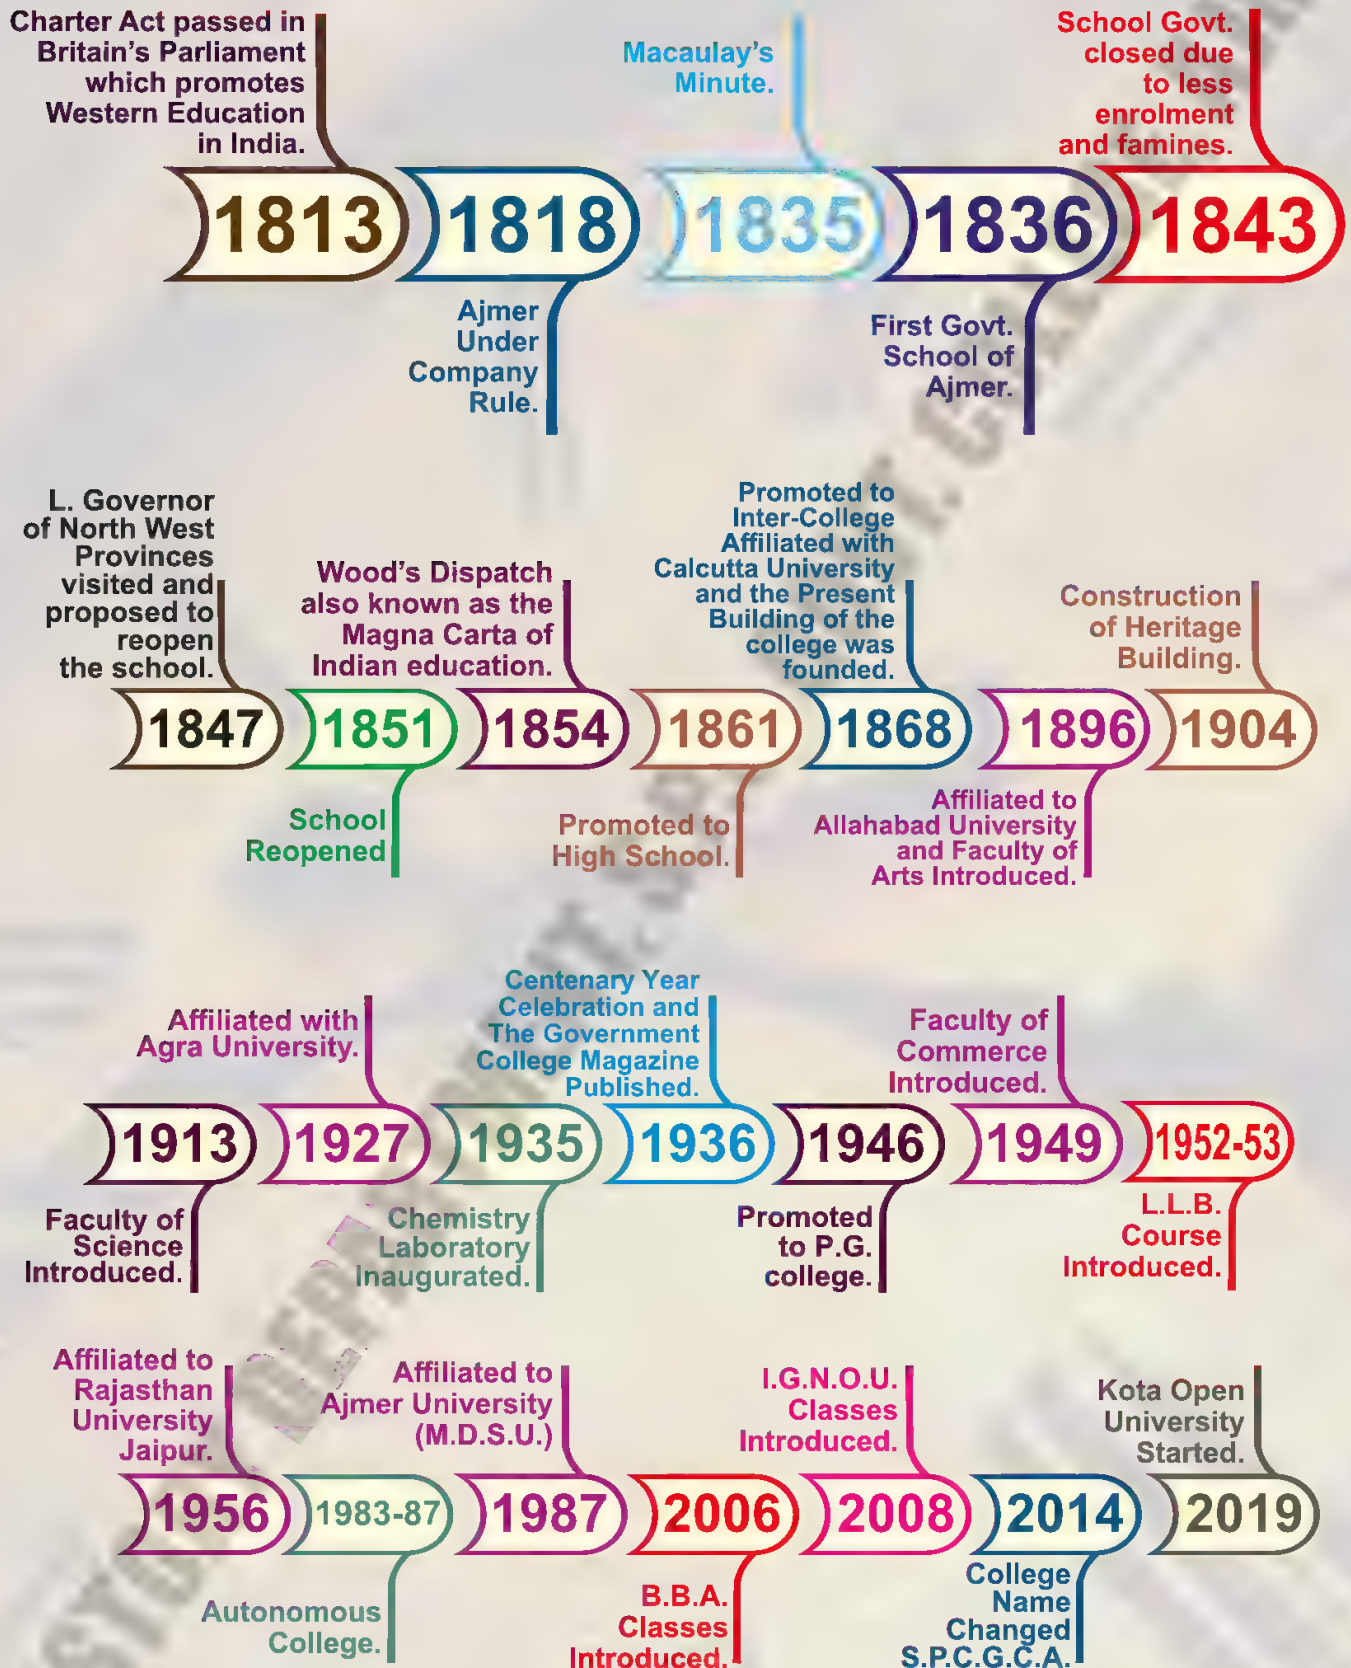 Charter Act passed in
Britain's Parliament
which promotes
Western Education
in India.
1813
1818
Ajmer
Under
Company
Rule.
Macaulay's
Minute.
1835
1836
First Govt.
School of
Ajmer.
School Govt.
closed due
to less
enrolment
and famines.
1843
L. Governor
of North West
Provinces
visited and
proposed to
reopen
the school.
1847
1851
School
Reopened
Wood's Dispatch
also known as the
Magna Carta of
Indian education.
1854
1861
Promoted to
High School.
Promoted to
Inter-College
Affiliated with
Calcutta University
and the Present
Building of the
college was
founded.
1868
1896
Affiliated to
Allahabad University
and Faculty of
Arts Introduced.
Construction
of Heritage
Building.
1904
1913
Faculty of
Science
Introduced.
Affiliated with
Agra University.
1927
1935
Chemistry
Laboratory
Inaugurated.
Centenary Year
Celebration and
The Government
College Magazine
Published.
1936
1946
Promoted
to P.G.
college.
Faculty of
Commerce
Introduced.
1949
1952-53
L.L.B.
Course
Introduced.
Affiliated to
Rajasthan
University
Jaipur.
1956
1983-87
Autonomous
College.
Affiliated to
Ajmer University
(M.D.S.U.)
1987
2006
B.B.A.
Classes
Introduced.
I.G.N.O.U.
Classes
Introduced.
2008
2014
College
Name
Changed
S.P.C.G.C.A.
Kota Open
University
Started.
2019